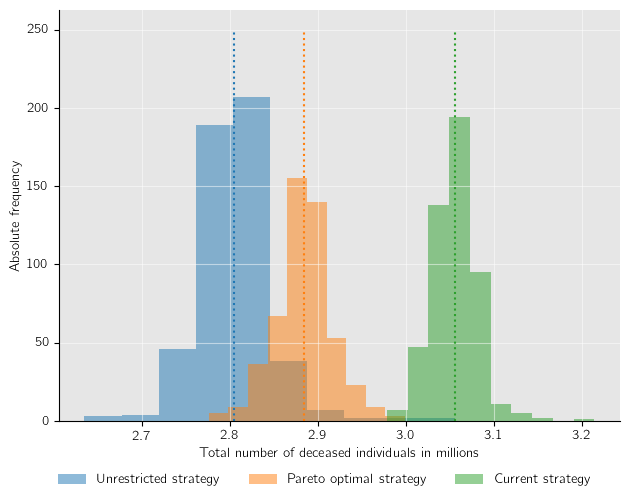 250
200
150
100
50
0
Absolute frequency
2.7 2.8 2.9 3.0 3.1 3.2
Total number of deceased individuals in millions
Unrestricted strategy Pareto optimal strategy Current strategy